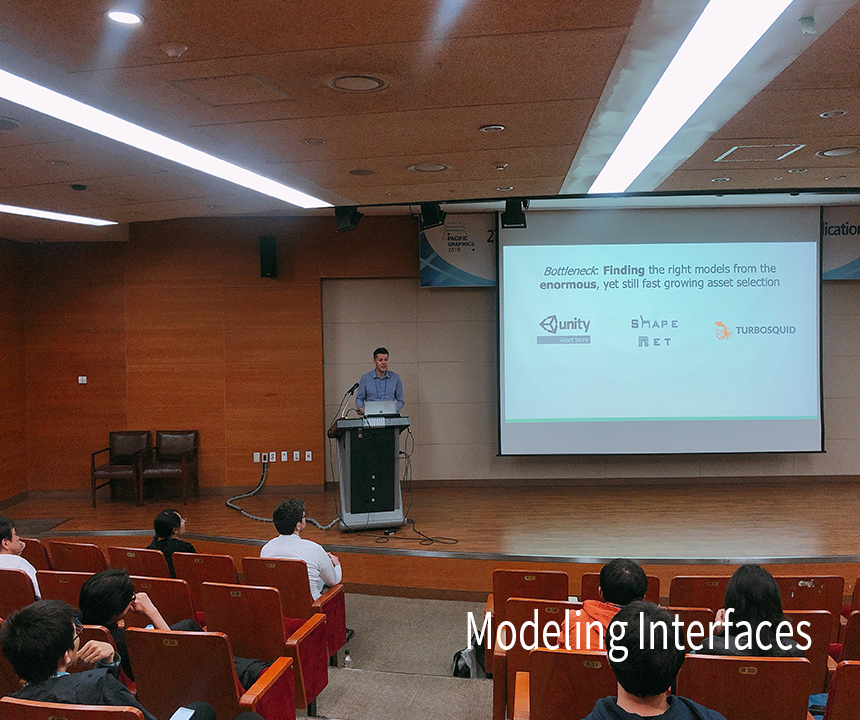 PACIFIC
GRAPHICS
2019
2
ication
Bottleneck: Finding the right models from the
enormous, yet still fast growing asset selection
unity
Asset Store
SHAPE
NET
TURBOSQUID
Modeling Interfaces